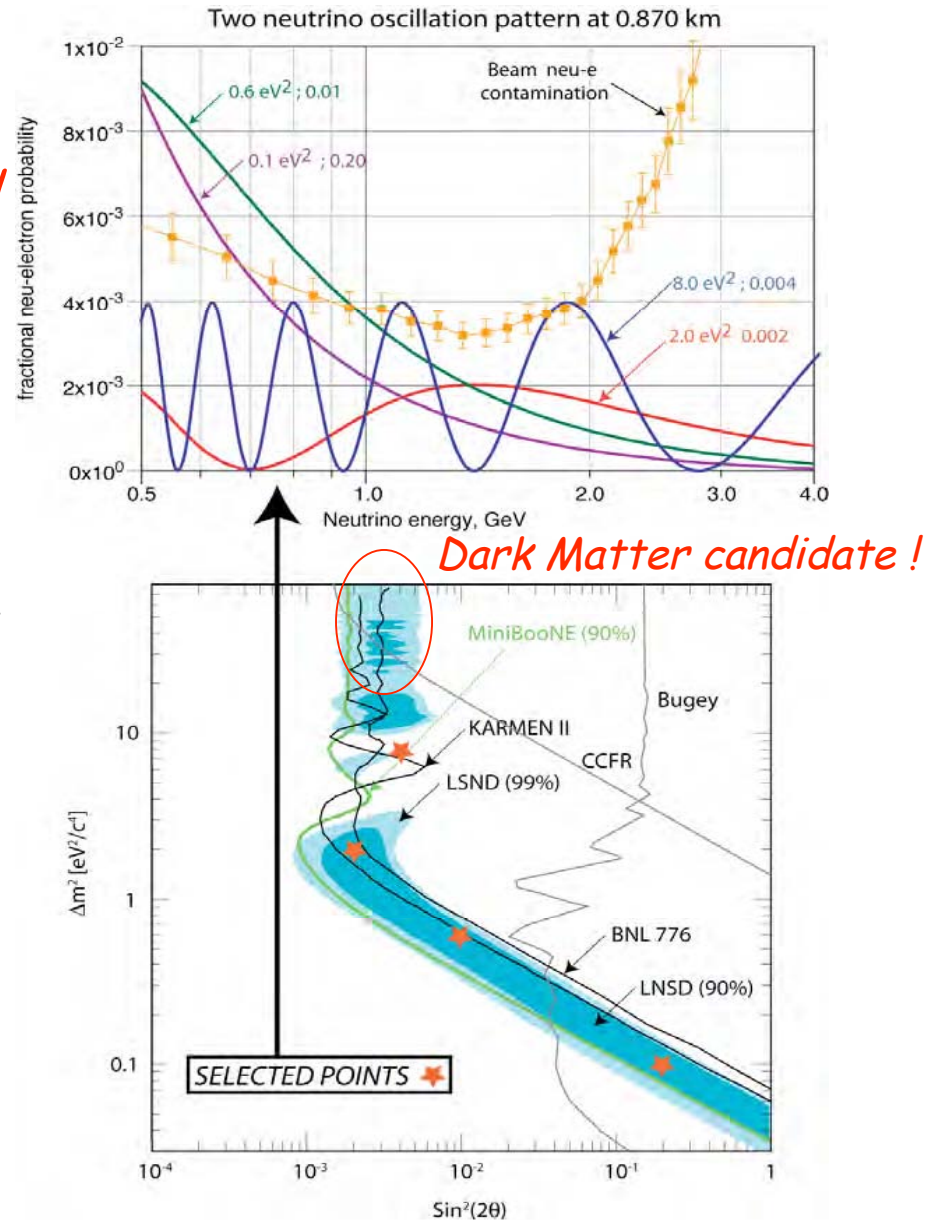 Two neutrino oscillation pattern at 0.870 km
1x10⁻²
8x10⁻³
6x10⁻³
4x10⁻³
2x10⁻³
0x10⁰
fractional neu-electron probability
0.6 eV² ; 0.01
0.1 eV² ; 0.20
Beam neu-e
contamination
8.0 eV² ; 0.004
2.0 eV² 0.002
0.5
1.0
2.0
3.0
4.0
Neutrino energy, GeV
Dark Matter candidate !
MiniBooNE (90%)
Bugey
KARMEN II
CCFR
LSND (99%)
BNL 776
LNSD (90%)
SELECTED POINTS
10
1
0.1
Δm² [eV²/c⁴]
10⁻⁴
10⁻³
10⁻²
10⁻¹
1
Sin²(2θ)